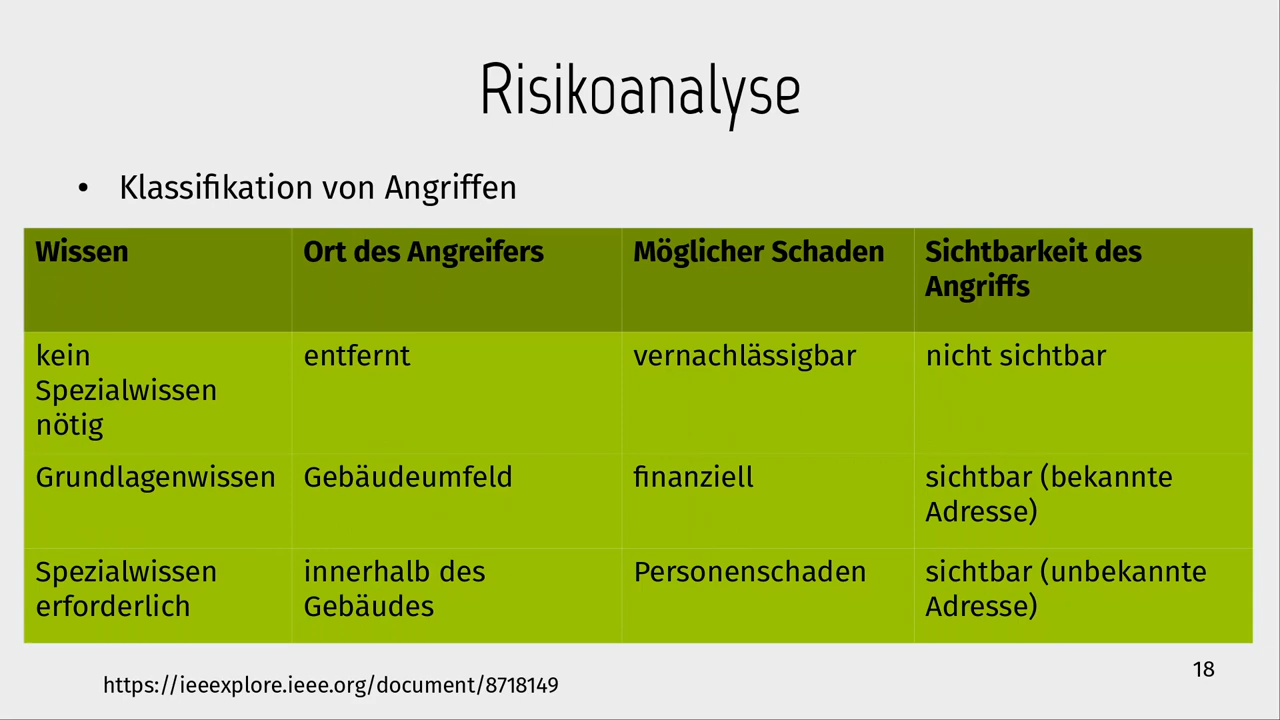 Risikoanalyse
• Klassifikation von Angriffen
Wissen
Ort des Angreifers
Möglicher Schaden
Sichtbarkeit des
Angriffs
kein
Spezialwissen
nötig
entfernt
vernachlässigbar
nicht sichtbar
Grundlagenwissen
Gebäudeumfeld
finanziell
sichtbar (bekannte
Adresse)
Spezialwissen
erforderlich
innerhalb des
Gebäudes
Personenschaden
sichtbar (unbekannte
Adresse)
https://ieeexplore.ieee.org/document/8718149
18